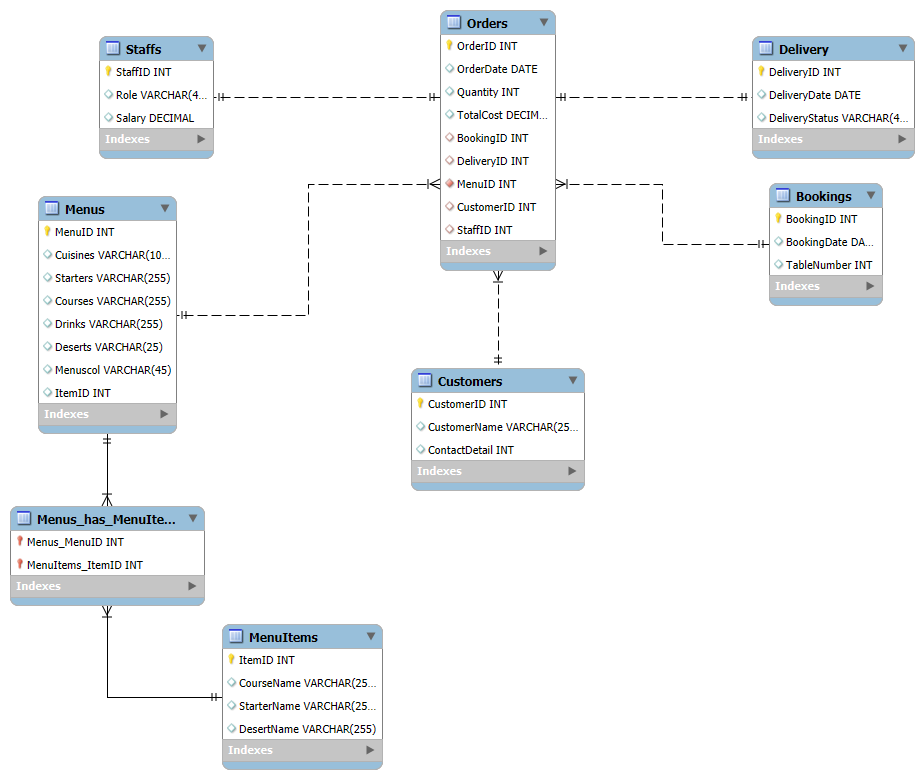 Orders
OrderID INT
OrderDate DATE
Quantity INT
TotalCost DECIM...
BookingID INT
DeliveryID INT
MenuID INT
CustomerID INT
StaffID INT
Indexes
Staffs
StaffID INT
Role VARCHAR(4...
Salary DECIMAL
Indexes
Delivery
DeliveryID INT
DeliveryDate DATE
DeliveryStatus VARCHAR(4...
Indexes
Menus
MenuID INT
Cuisines VARCHAR(10...
Starters VARCHAR(255)
Courses VARCHAR(255)
Drinks VARCHAR(255)
Deserts VARCHAR(25)
Menuscol VARCHAR(45)
ItemID INT
Indexes
Bookings
BookingID INT
BookingDate DA...
TableNumber INT
Indexes
Customers
CustomerID INT
CustomerName VARCHAR(25...
ContactDetail INT
Indexes
Menus_has_MenuIte...
Menus_MenuID INT
MenuItems_ItemID INT
Indexes
MenuItems
ItemID INT
CourseName VARCHAR(25...
StarterName VARCHAR(25...
DesertName VARCHAR(255)
Indexes